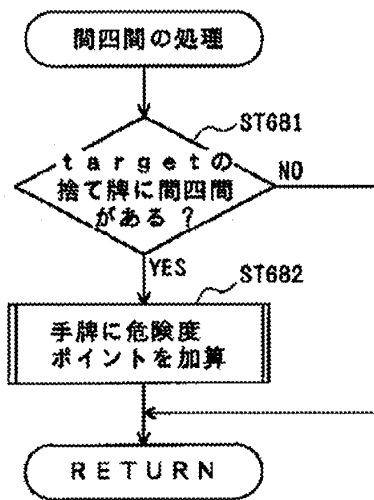 間四間の処理
ST681
targetの
捨て牌に間四間
がある ?
NO
YES
ST682
手牌に危険度
ポイントを加算
RETURN